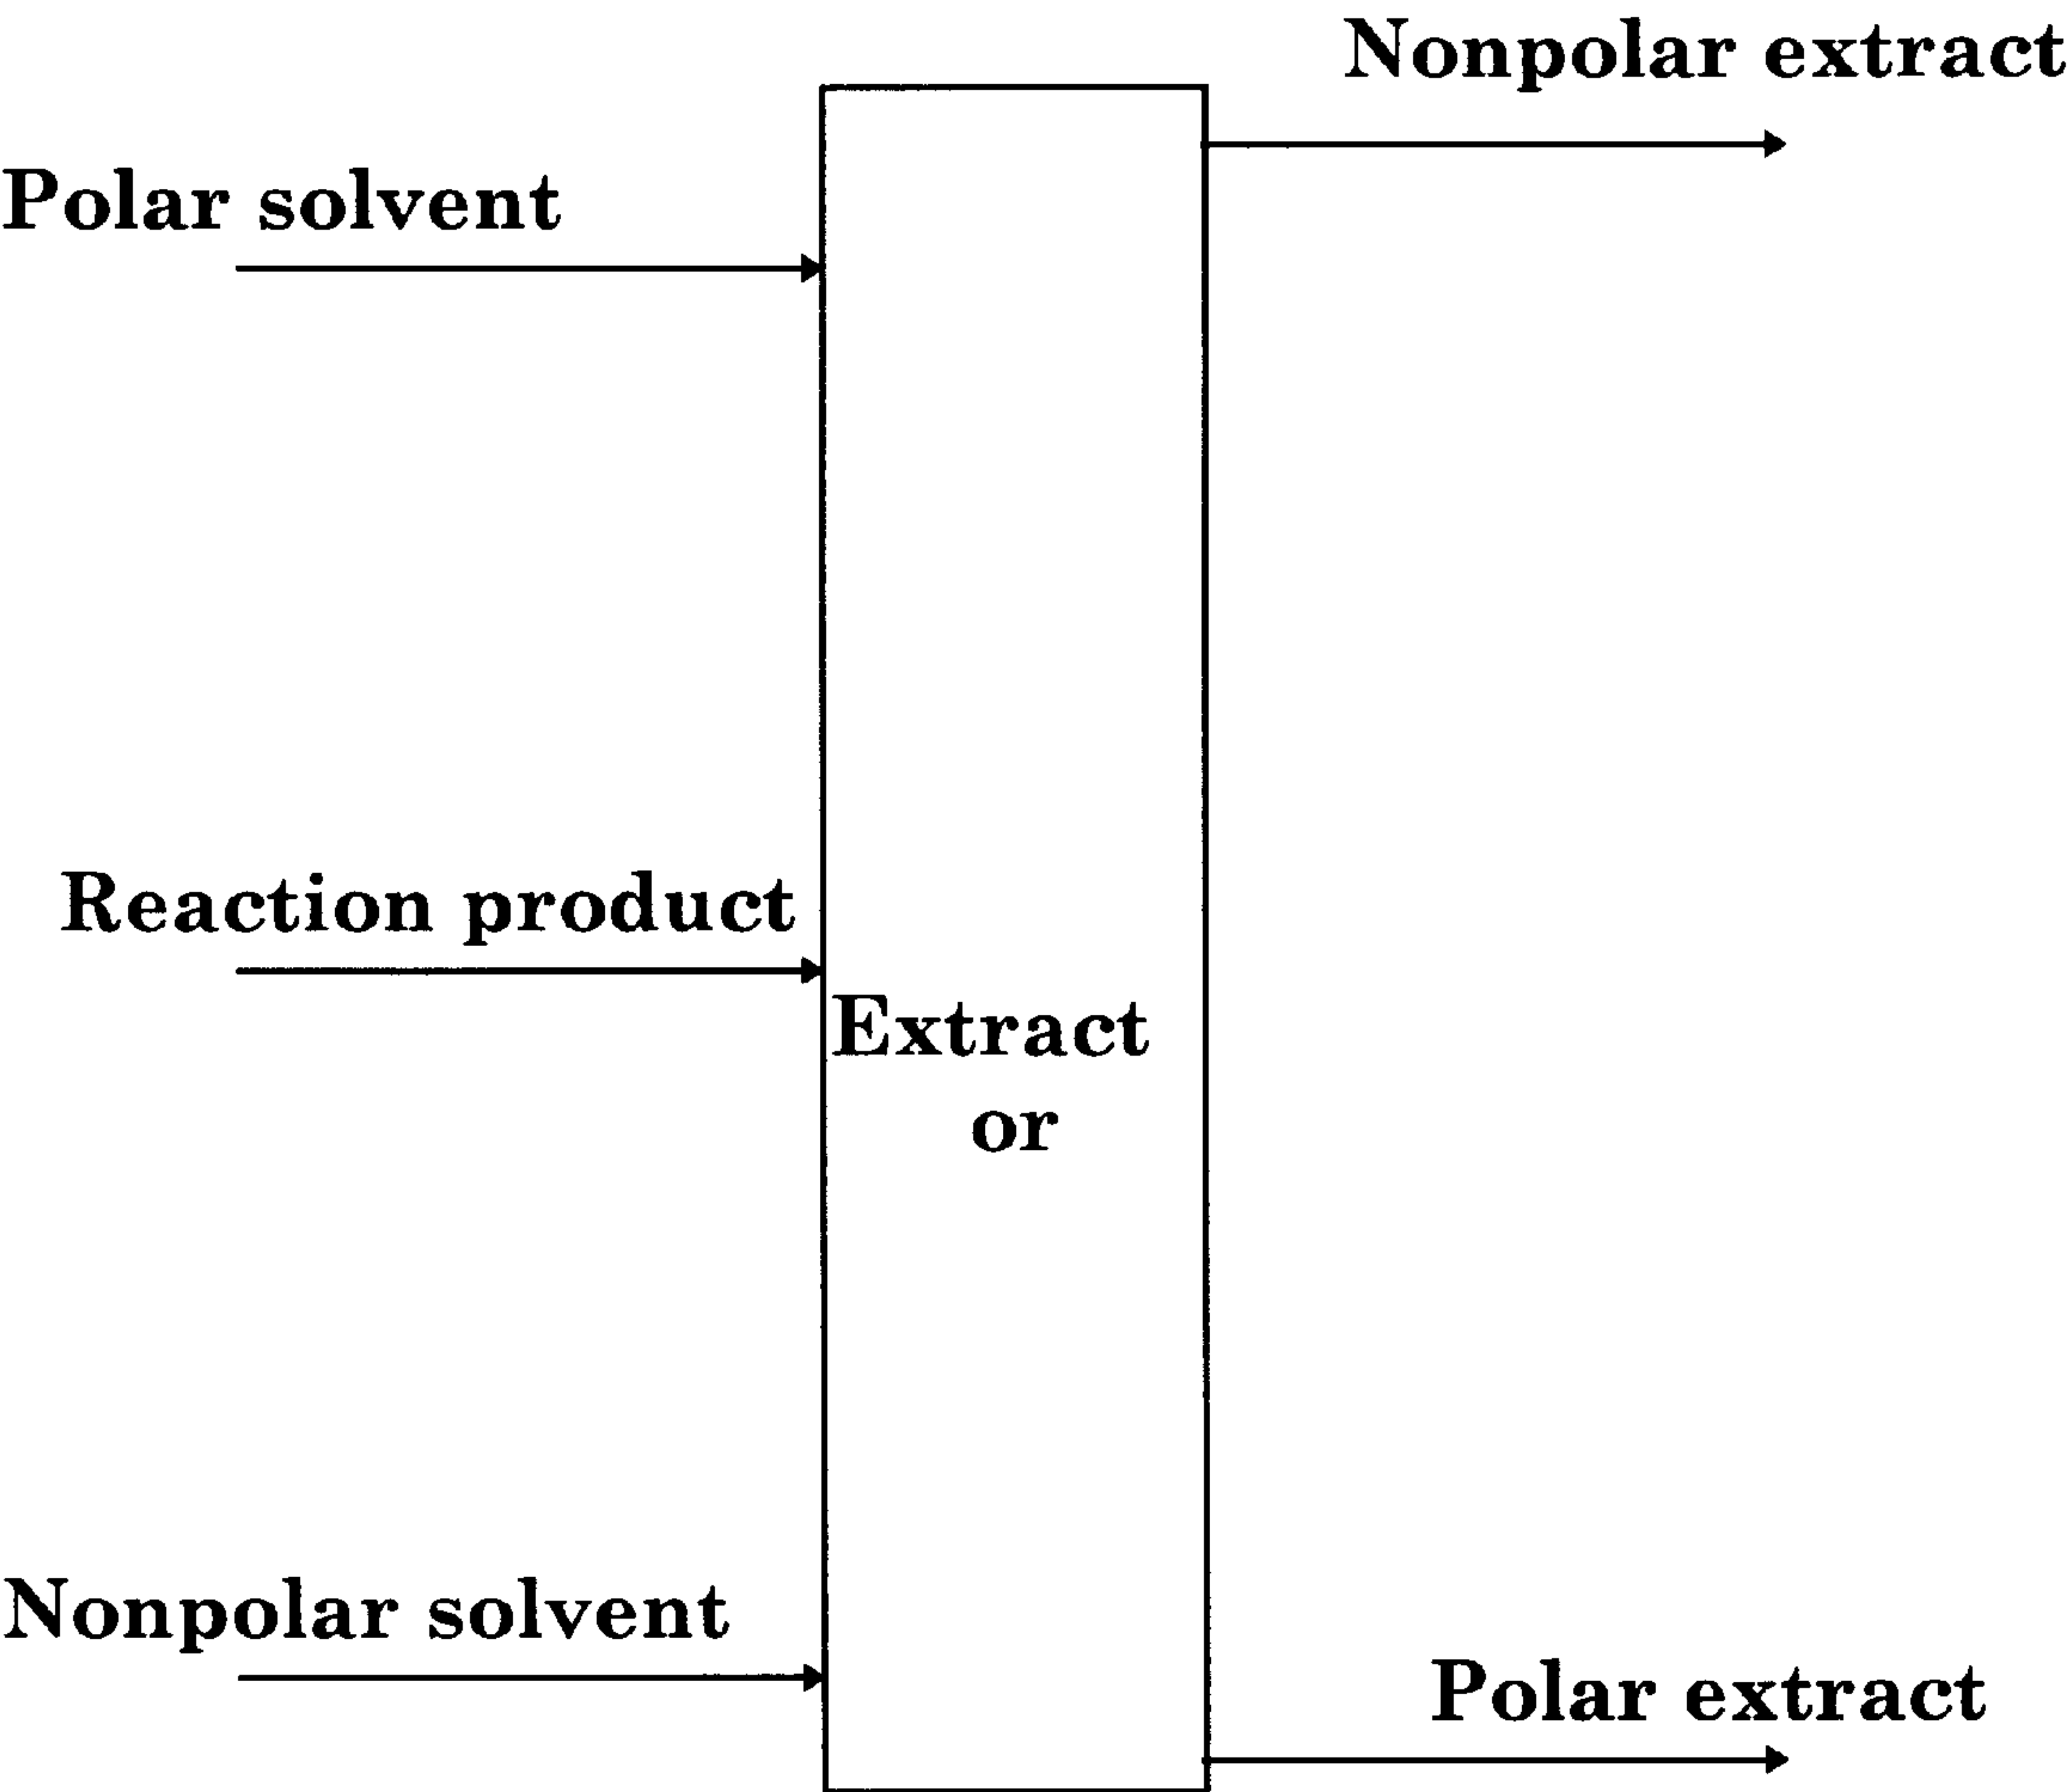 Nonpolar extract
Polar solvent
Reaction product
Extract
or
Nonpolar solvent
Polar extract